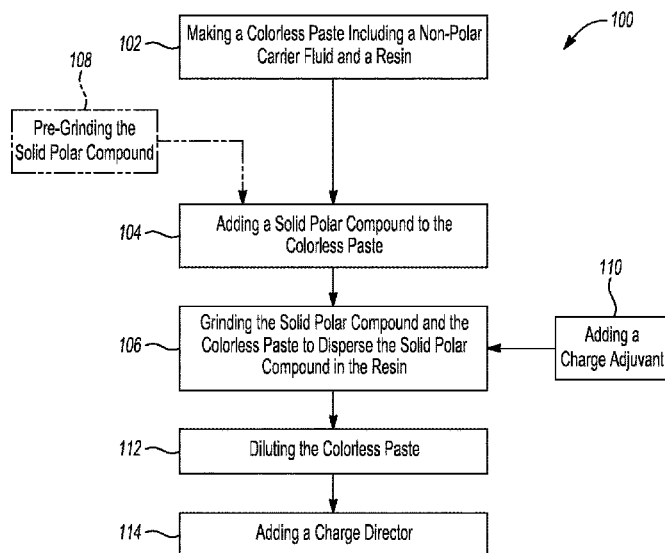 100
102
Making a Colorless Paste Including a Non-Polar
Carrier Fluid and a Resin
108
Pre-Grinding the
Solid Polar Compound
104
Adding a Solid Polar Compound to the
Colorless Paste
106
Grinding the Solid Polar Compound and the
Colorless Paste to Disperse the Solid Polar
Compound in the Resin
110
Adding a
Charge Adjuvant
112
Diluting the Colorless Paste
114
Adding a Charge Director